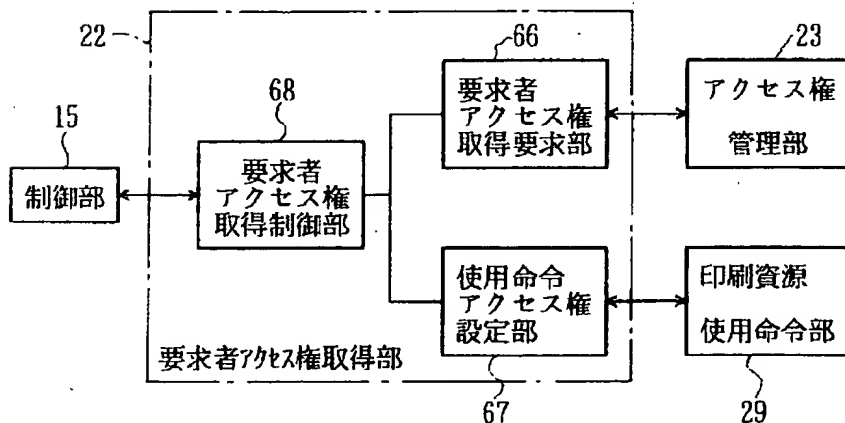 22
66
23
要求者
アクセス権
取得要求部
アクセス権
管理部
68
15
要求者
アクセス権
取得制御部
制御部
使用命令
アクセス権
設定部
印刷資源
使用命令部
要求者アクセス権取得部
67
29